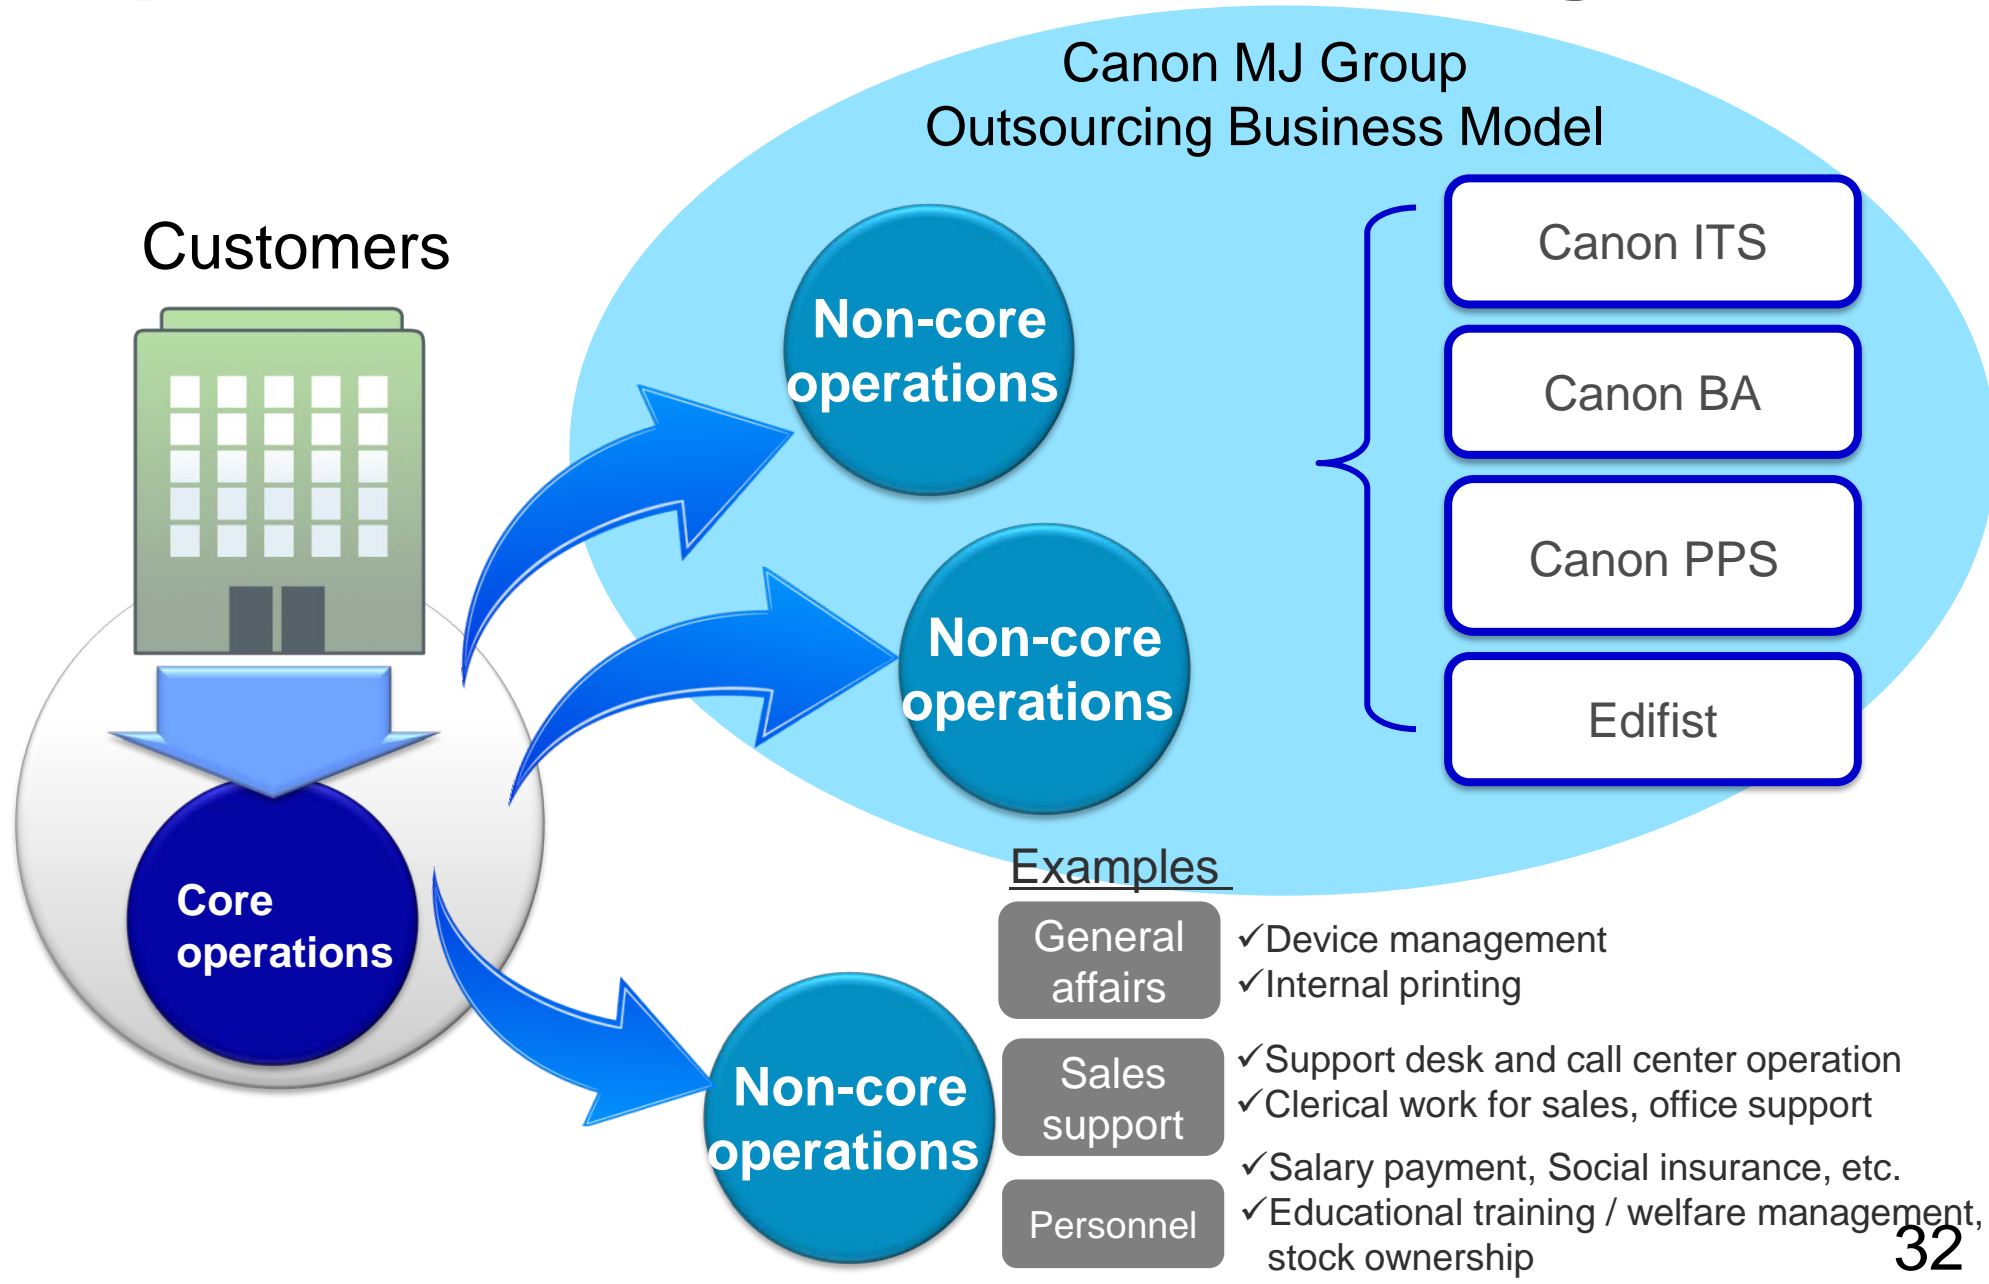 Canon MJ Group
Outsourcing Business Model
Customers
Non-core
operations
Non-core
operations
Core
operations
Non-core
operations
Canon ITS
Canon BA
Canon PPS
Edifist
Examples
General
affairs
✓Device management
✓Internal printing
Sales
support
✓Support desk and call center operation
✓Clerical work for sales, office support
Personnel
✓Salary payment, Social insurance, etc.
✓Educational training / welfare management,
stock ownership
32